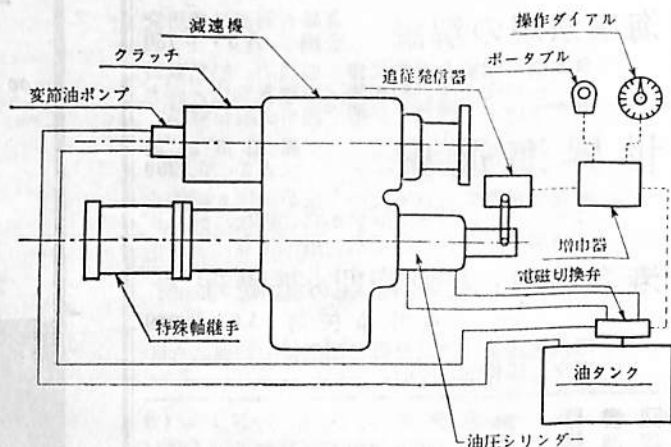 操作ダイアル
減速機
ポータブル
クラッチ
追従発信器
変節油ポンプ
増巾器
電磁切換弁
特殊軸継手
油タンク
油圧シリンダー